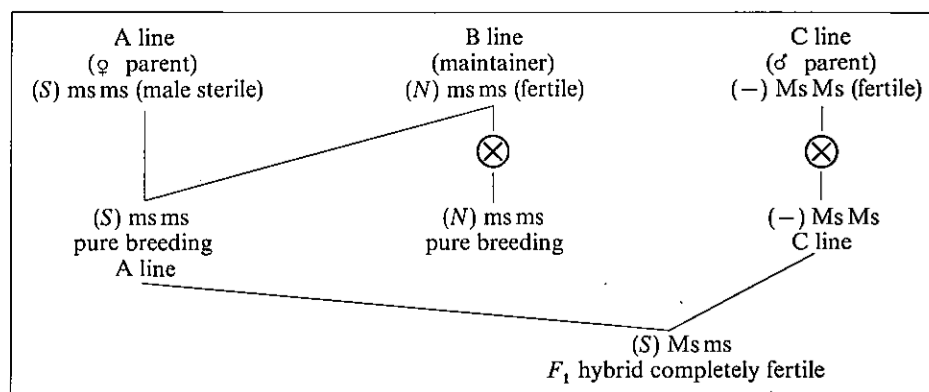 A line
(♀ parent)
(S) ms ms (male sterile)
B line
(maintainer)
(N) ms ms (fertile)
C line
(♂ parent)
(−) Ms Ms (fertile)
(S) ms ms
pure breeding
A line
(N) ms ms
pure breeding
(−) Ms Ms
C line
(S) Ms ms
F₁ hybrid completely fertile